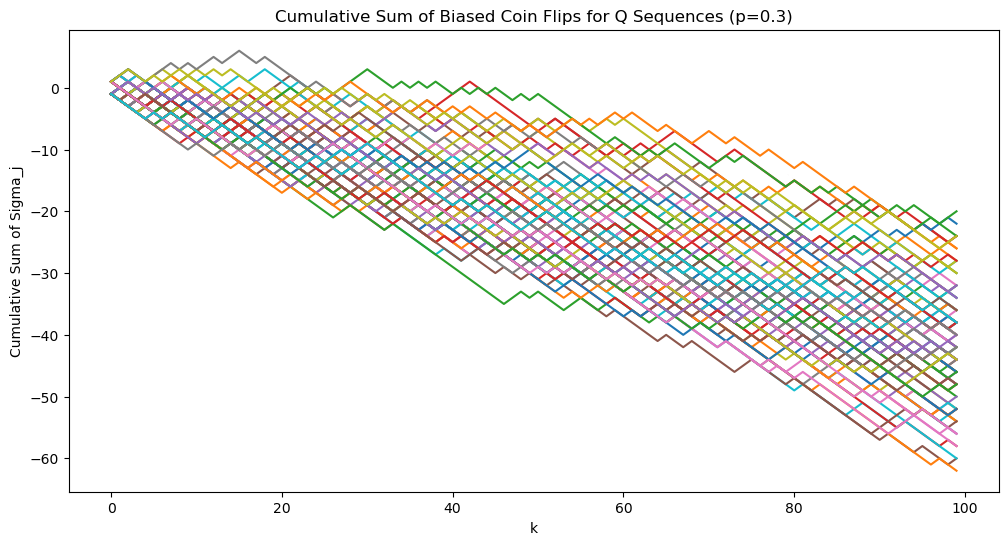 Cumulative Sum of Biased Coin Flips for Q Sequences (p=0.3)
Cumulative Sum of Sigma_j
0
−10
−20
−30
−40
−50
−60
0 20 40 60 80 100
k